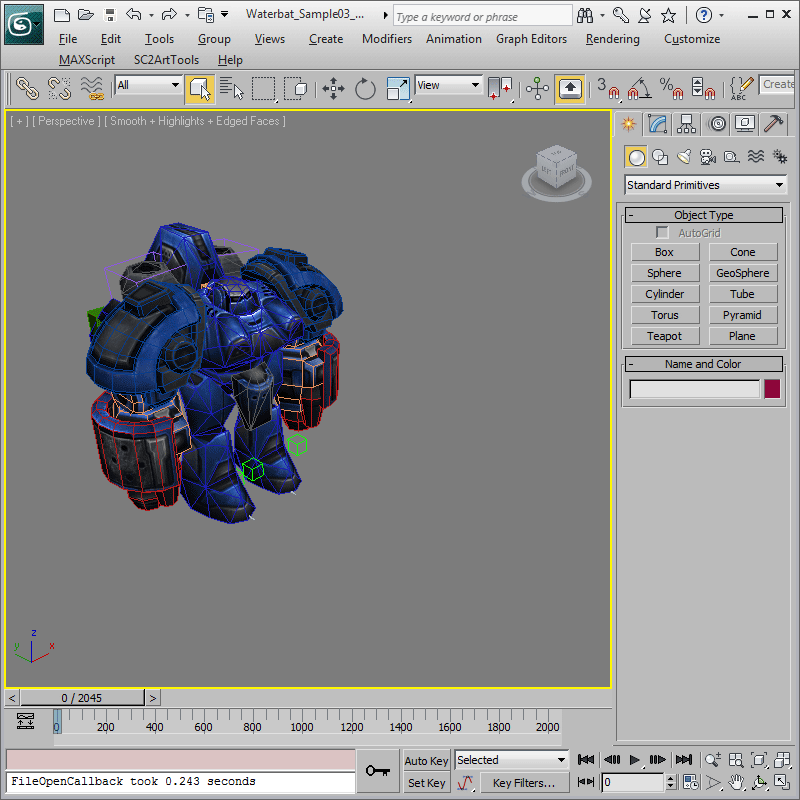 Waterbat_Sample03_...
Type a keyword or phrase
File Edit Tools Group Views Create Modifiers Animation Graph Editors Rendering Customize
MAXScript SC2ArtTools Help
All
View
3
%
ABC
Create
[ + ] [ Perspective ] [ Smooth + Highlights + Edged Faces ]
Standard Primitives
- Object Type
AutoGrid
Box Cone
Sphere GeoSphere
Cylinder Tube
Torus Pyramid
Teapot Plane
- Name and Color
z
y x
< 0 / 2045 >
0 200 400 600 800 1000 1200 1400 1600 1800 2000
Auto Key Selected
FileOpenCallback took 0.243 seconds
Set Key Key Filters... 0